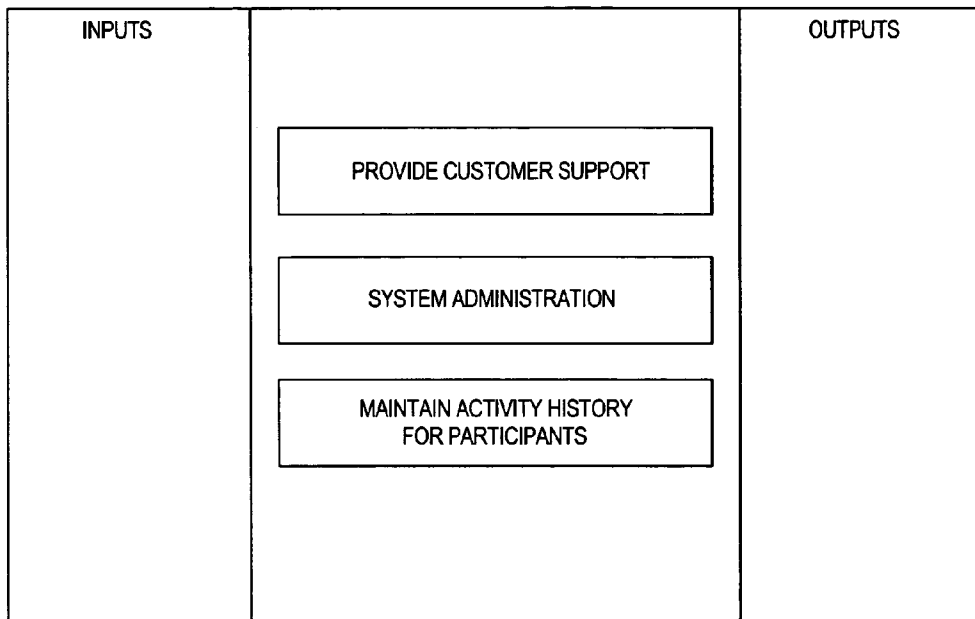 INPUTS
OUTPUTS
PROVIDE CUSTOMER SUPPORT
SYSTEM ADMINISTRATION
MAINTAIN ACTIVITY HISTORY
FOR PARTICIPANTS